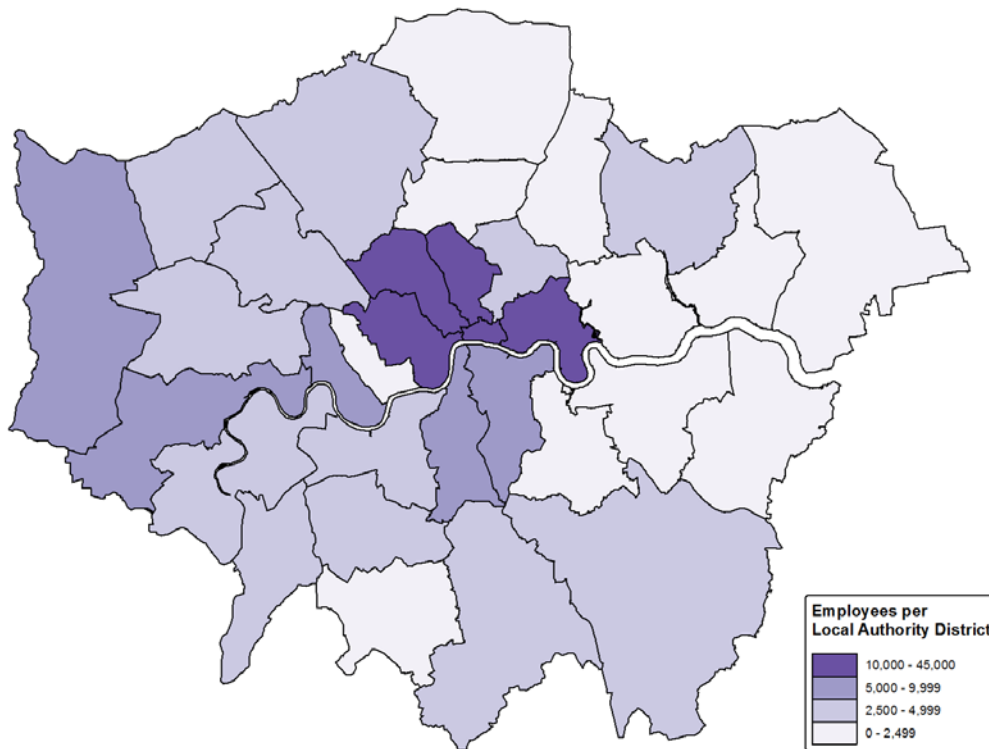 Employees per
Local Authority District
10,000 - 45,000
5,000 - 9,999
2,500 - 4,999
0 - 2,499